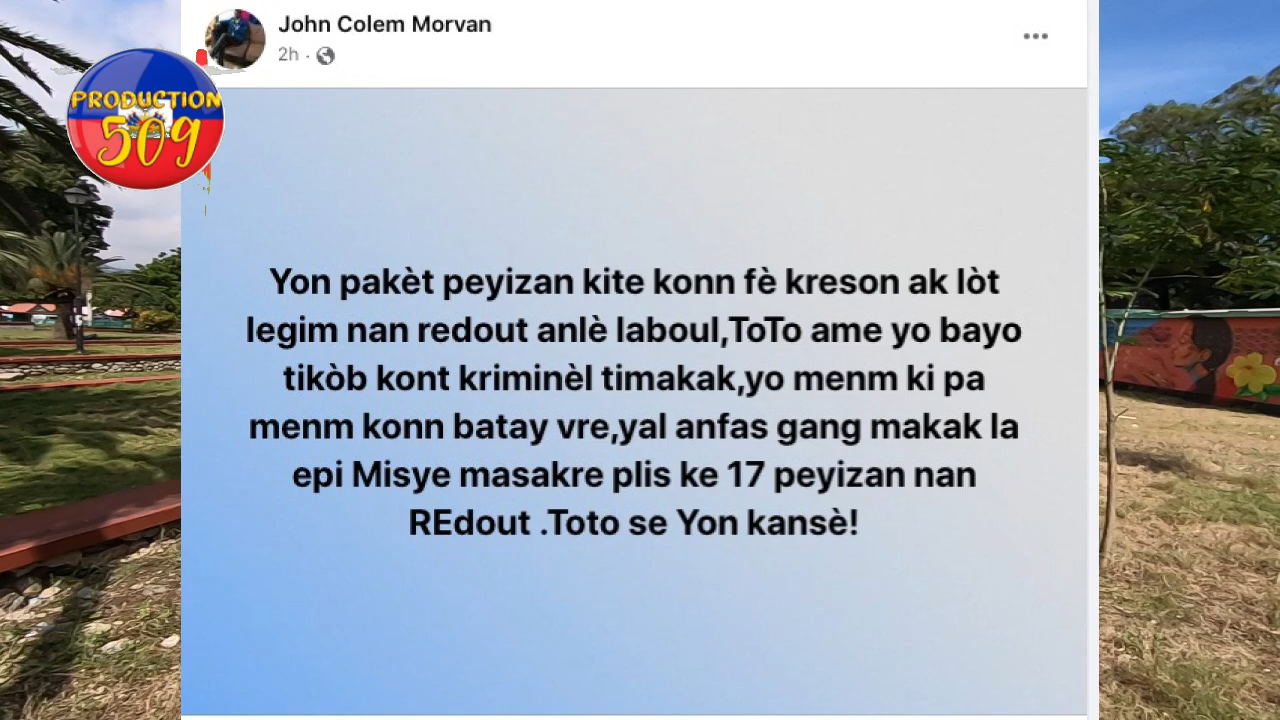 John Colem Morvan
2h ·
PRODUCTION
509
Yon pakèt peyizan kite konn fè kreson ak lòt
legim nan redout anlè laboul,ToTo ame yo bayo
tikòb kont kriminèl timakak,yo menm ki pa
menm konn batay vre,yal anfas gang makak la
epi Misye masakre plis ke 17 peyizan nan
REdout .Toto se Yon kansè!